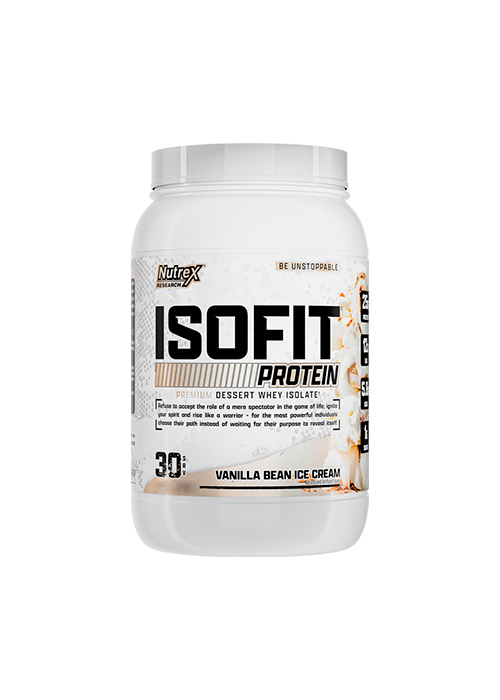 Nutrex
RESEARCH
BE UNSTOPPABLE
ISOFIT
PROTEIN
PREMIUM DESSERT WHEY ISOLATE
Refuse to accept the role of a mere spectator in the game of life; ignite
your spirit and rise like a warrior - for the most powerful individuals
choose their path instead of waiting for their purpose to reveal itself
30
VANILLA BEAN ICE CREAM